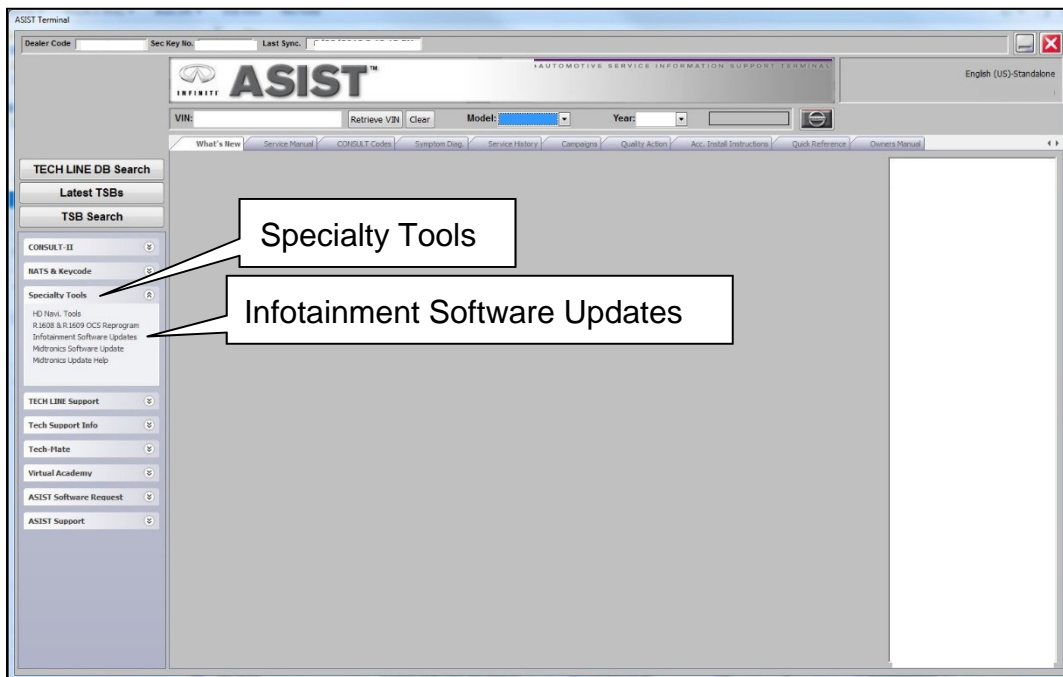 ASIST Terminal
Dealer Code Sec Key No. Last Sync.
INFINITI ASIST™
›AUTOMOTIVE SERVICE INFORMATION SUPPORT TERMINAL
English (US)-Standalone
VIN: Retrieve VIN Clear Model: Year:
What's New Service Manual CONSULT Codes Symptom Diag. Service History Campaigns Quality Action Acc. Install Instructions Quick Reference Owners Manual
TECH LINE DB Search
Latest TSBs
TSB Search
CONSULT-II
NATS & Keycode
Specialty Tools
HD Navi. Tools
R1608 & R1609 OCS Reprogram
Infotainment Software Updates
Midtronics Software Update
Midtronics Update Help
TECH LINE Support
Tech Support Info
Tech-Mate
Virtual Academy
ASIST Software Request
ASIST Support
Specialty Tools
Infotainment Software Updates